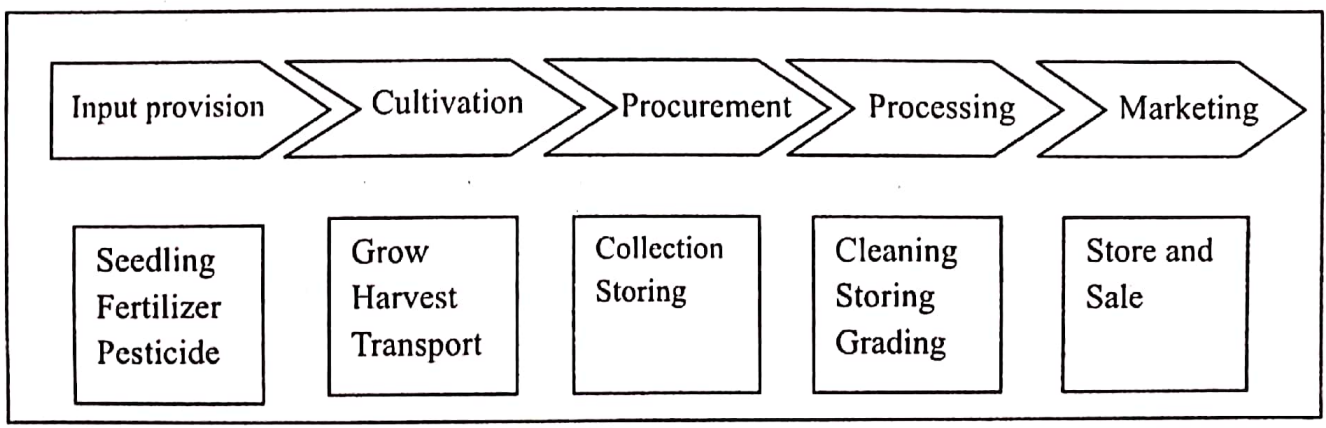 Input provision
Cultivation
Procurement
Processing
Marketing
Seedling
Fertilizer
Pesticide
Grow
Harvest
Transport
Collection
Storing
Cleaning
Storing
Grading
Store and
Sale